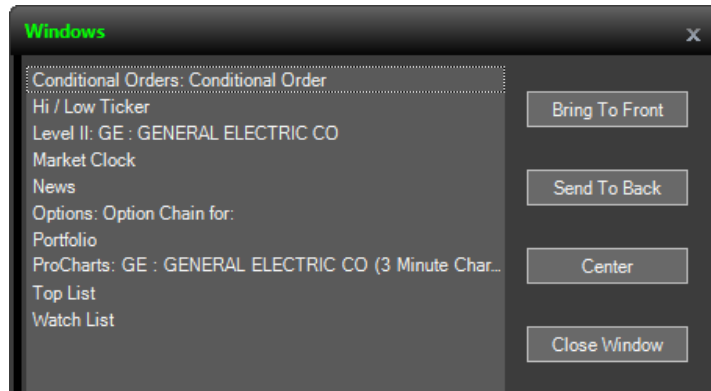 Windows
x
Conditional Orders: Conditional Order
Hi / Low Ticker
Level II: GE : GENERAL ELECTRIC CO
Market Clock
News
Options: Option Chain for:
Portfolio
ProCharts: GE : GENERAL ELECTRIC CO (3 Minute Char...
Top List
Watch List
Bring To Front
Send To Back
Center
Close Window